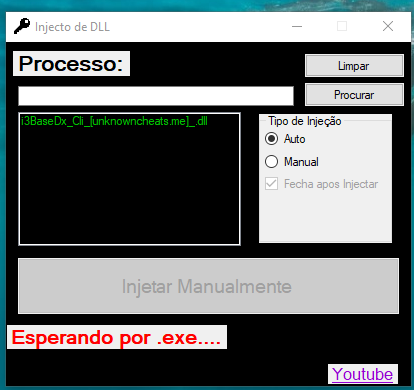 Injecto de DLL
Processo:
Limpar
Procurar
i3BaseDx_Cli_[unknowncheats.me]_.dll
Tipo de Injeção
Auto
Manual
Fecha apos Injectar
Injetar Manualmente
Esperando por .exe....
Youtube